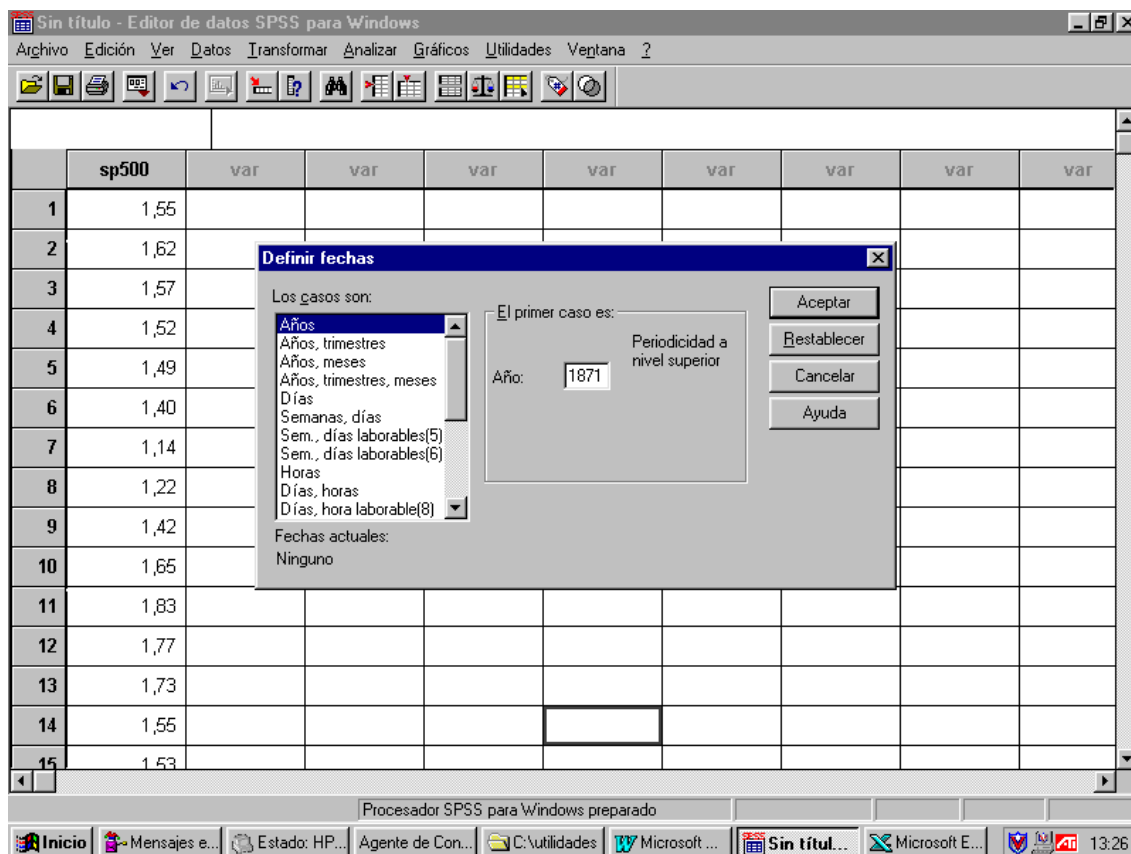 Sin título - Editor de datos SPSS para Windows
Archivo Edición Ver Datos Transformar Analizar Gráficos Utilidades Ventana ?
sp500 var var var var var var var var
1 1,55
2 1,62
3 1,57
4 1,52
5 1,49
6 1,40
7 1,14
8 1,22
9 1,42
10 1,65
11 1,83
12 1,77
13 1,73
14 1,55
15 1,53
Definir fechas
Los casos son:
Años
Años, trimestres
Años, meses
Años, trimestres, meses
Días
Semanas, días
Sem., días laborables(5)
Sem., días laborables(6)
Horas
Días, horas
Días, hora laborable(8)
Fechas actuales:
Ninguno
El primer caso es:
Periodicidad a
nivel superior
Año: 1871
Aceptar
Restablecer
Cancelar
Ayuda
Procesador SPSS para Windows preparado
Inicio Mensajes e... Estado: HP... Agente de Con... C:\utilidades Microsoft ... Sin títul... Microsoft E... 13:26